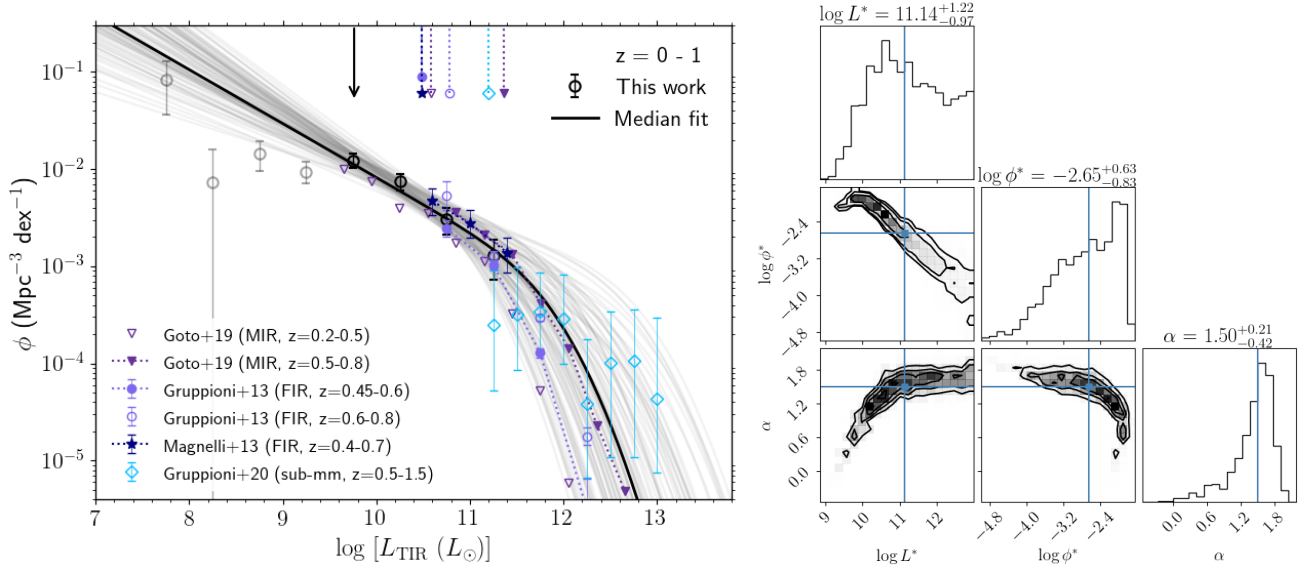 z = 0 - 1
This work
Median fit
Goto+19 (MIR, z=0.2-0.5)
Goto+19 (MIR, z=0.5-0.8)
Gruppioni+13 (FIR, z=0.45-0.6)
Gruppioni+13 (FIR, z=0.6-0.8)
Magnelli+13 (FIR, z=0.4-0.7)
Gruppioni+20 (sub-mm, z=0.5-1.5)
ϕ (Mpc⁻³ dex⁻¹)
10⁻¹
10⁻²
10⁻³
10⁻⁴
10⁻⁵
7 8 9 10 11 12 13
log [L_TIR (L_⊙)]
log L* = 11.14 +1.22 −0.97
log ϕ* = −2.65 +0.63 −0.83
log ϕ*
−2.4
−3.2
−4.0
−4.8
α = 1.50 +0.21 −0.42
α
1.8
1.2
0.6
0.0
9 10 11 12
−4.8 −4.0 −3.2 −2.4
0.0 0.6 1.2 1.8
log L*
log ϕ*
α